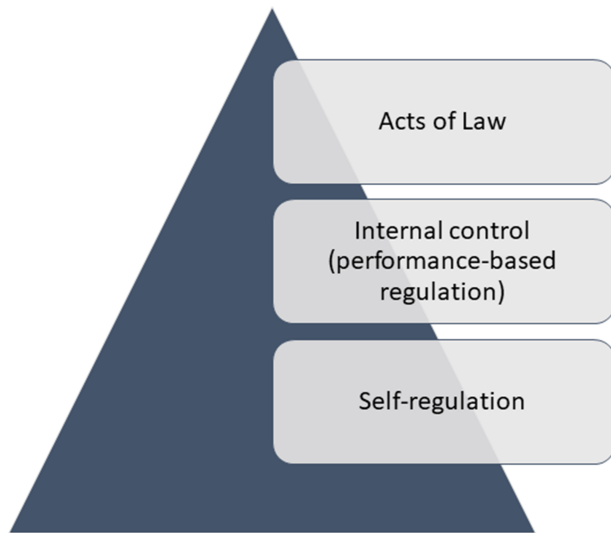 Acts of Law
Internal control
(performance-based
regulation)
Self-regulation